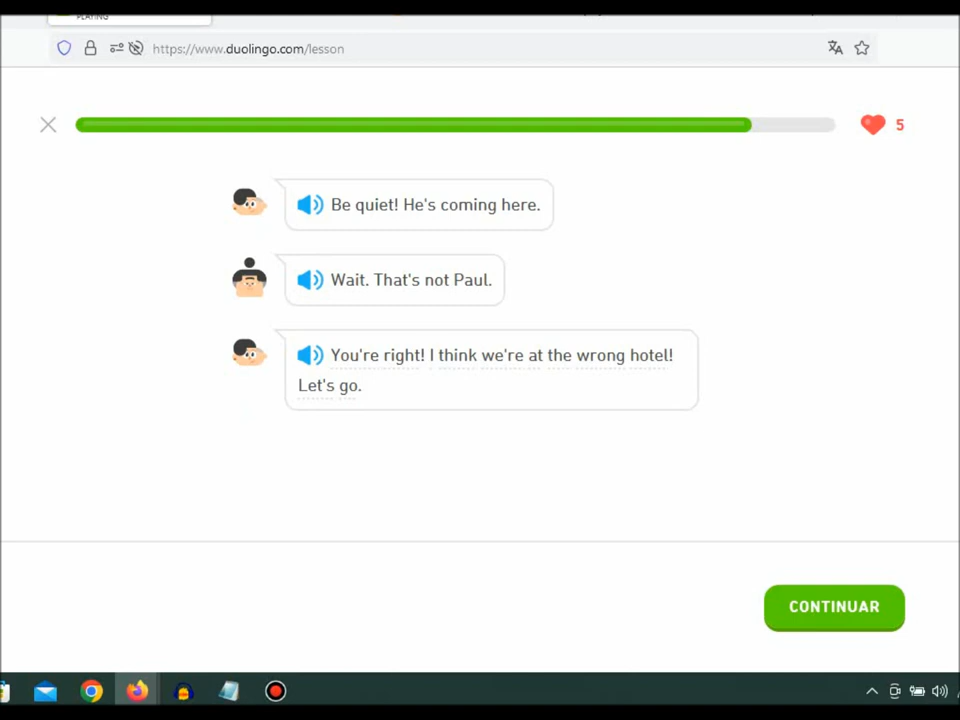 PLAYING
https://www.duolingo.com/lesson
5
Be quiet! He's coming here.
Wait. That's not Paul.
You're right! I think we're at the wrong hotel!
Let's go.
CONTINUAR